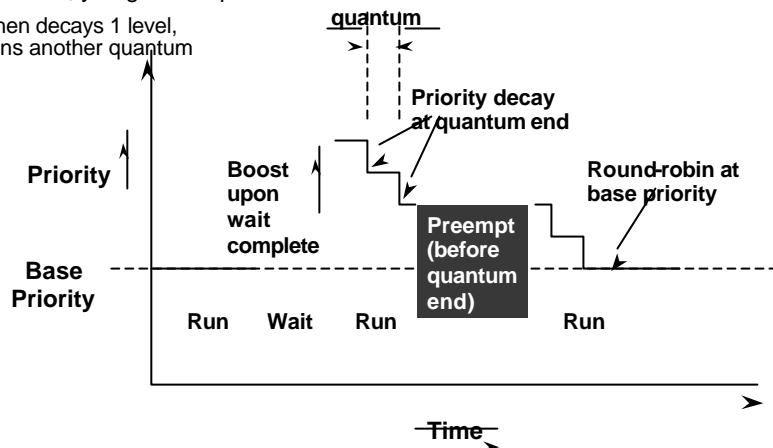 quantum
hen decays 1 level,
ns another quantum
Priority decay
at quantum end
Priority
Boost
upon
wait
complete
Round-robin at
base priority
Preempt
(before
quantum
end)
Base
Priority
Run
Wait
Run
Run
Time